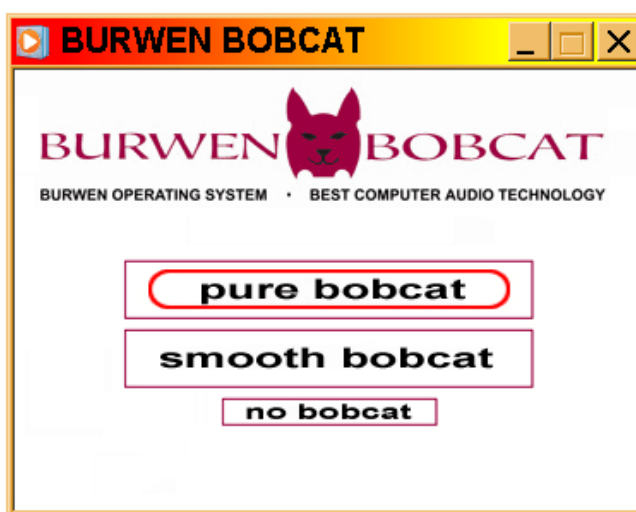 BURWEN BOBCAT
BURWEN BOBCAT
BURWEN OPERATING SYSTEM · BEST COMPUTER AUDIO TECHNOLOGY
pure bobcat
smooth bobcat
no bobcat